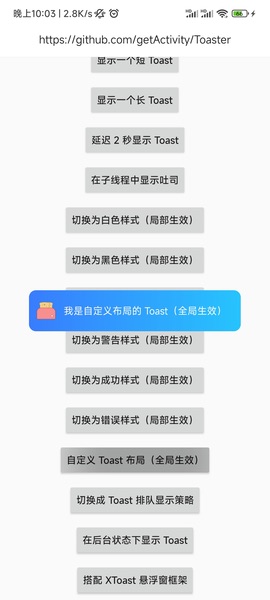 晚上10:03 | 2.8K/s
https://github.com/getActivity/Toaster
显示一个短 Toast
显示一个长 Toast
延迟 2 秒显示 Toast
在子线程中显示吐司
切换为白色样式（局部生效）
切换为黑色样式（局部生效）
我是自定义布局的 Toast（全局生效）
切换为警告样式（局部生效）
切换为成功样式（局部生效）
切换为错误样式（局部生效）
自定义 Toast 布局（全局生效）
切换成 Toast 排队显示策略
在后台状态下显示 Toast
搭配 XToast 悬浮窗框架